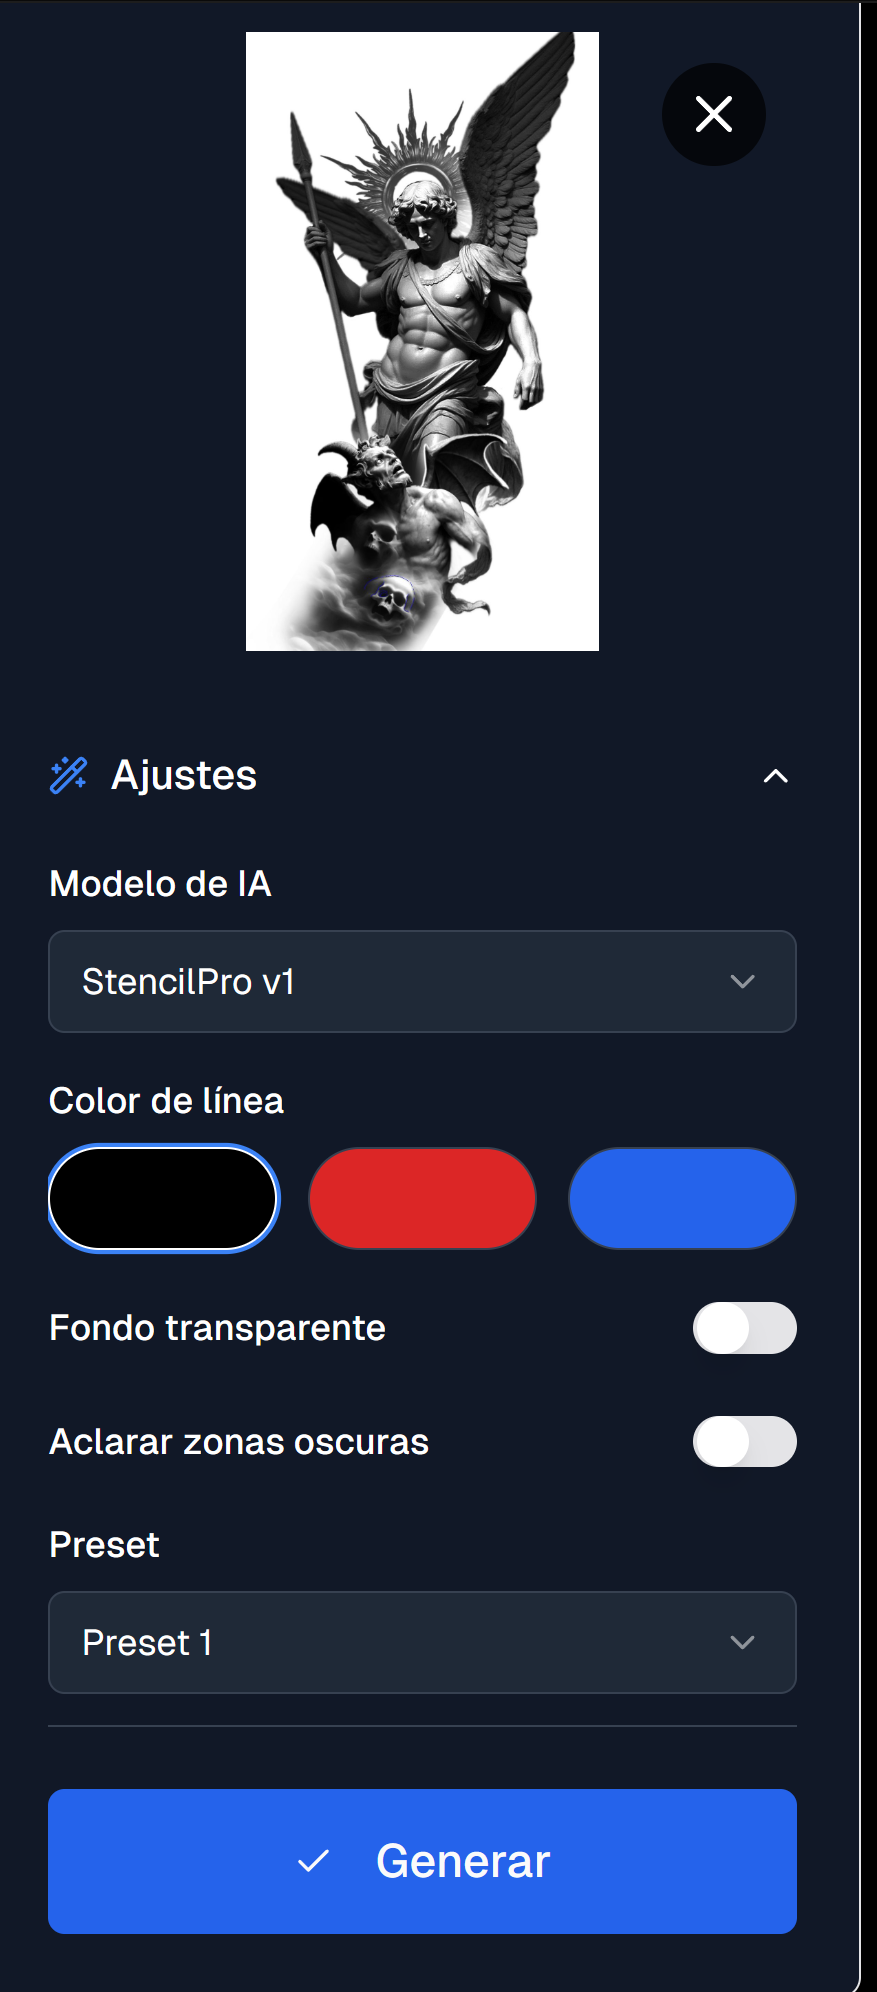 Ajustes
Modelo de IA
StencilPro v1
Color de línea
Fondo transparente
Aclarar zonas oscuras
Preset
Preset 1
Generar